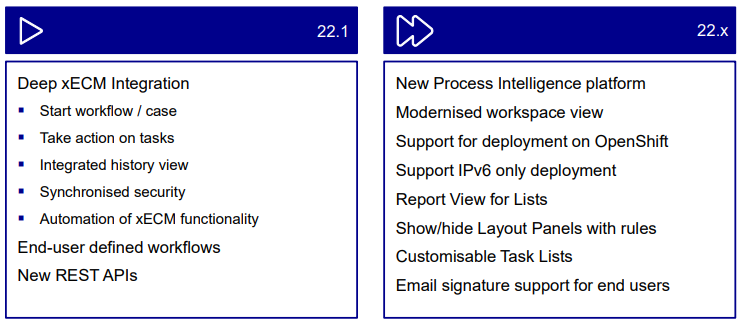 22.1
Deep xECM Integration
Start workflow / case
Take action on tasks
Integrated history view
Synchronised security
Automation of xECM functionality
End-user defined workflows
New REST APIs
22.x
New Process Intelligence platform
Modernised workspace view
Support for deployment on OpenShift
Support IPv6 only deployment
Report View for Lists
Show/hide Layout Panels with rules
Customisable Task Lists
Email signature support for end users